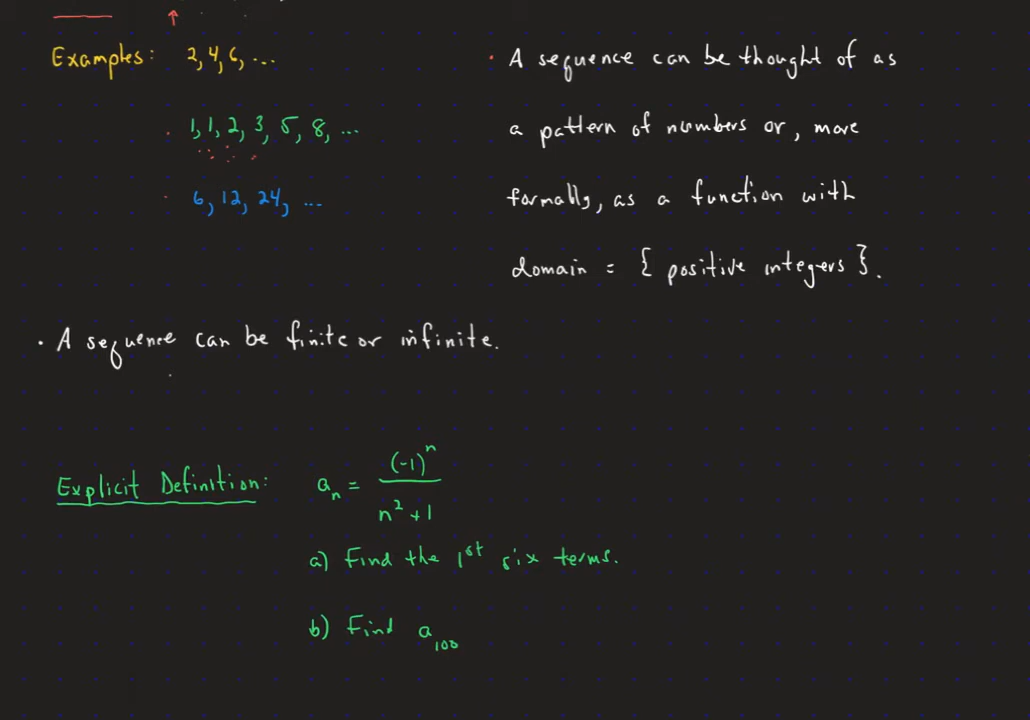 Examples: 2, 4, 6, ...
1, 1, 2, 3, 5, 8, ...
6, 12, 24, ...
• A sequence can be thought of as
a pattern of numbers or, more
formally, as a function with
domain = { positive integers }.
• A sequence can be finite or infinite.
Explicit Definition: a_n = (-1)^n / (n^2 + 1)
a) Find the 1st six terms.
b) Find a_100